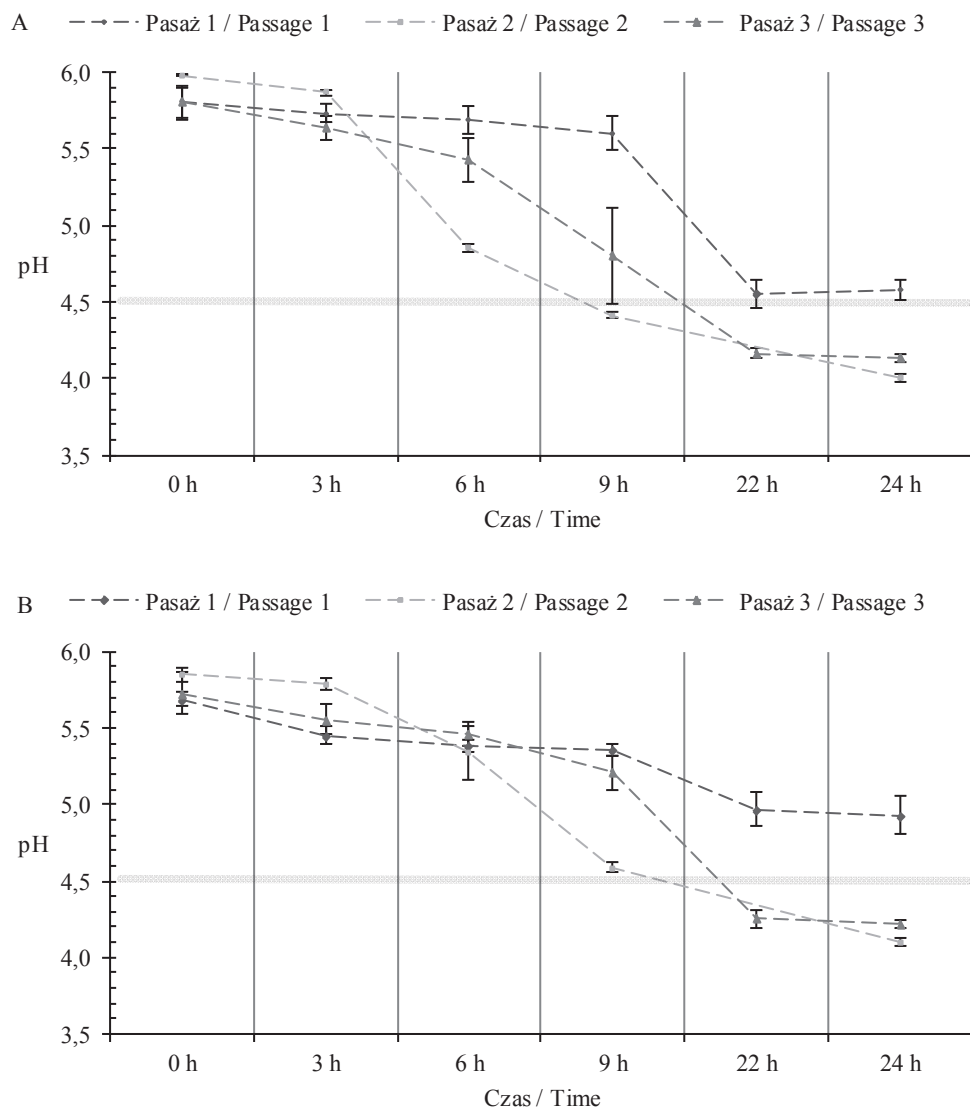 A
Pasaż 1 / Passage 1 Pasaż 2 / Passage 2 Pasaż 3 / Passage 3
6,0
5,5
5,0
pH
4,5
4,0
3,5
0 h 3 h 6 h 9 h 22 h 24 h
Czas / Time
B
Pasaż 1 / Passage 1 Pasaż 2 / Passage 2 Pasaż 3 / Passage 3
6,0
5,5
5,0
pH
4,5
4,0
3,5
0 h 3 h 6 h 9 h 22 h 24 h
Czas / Time